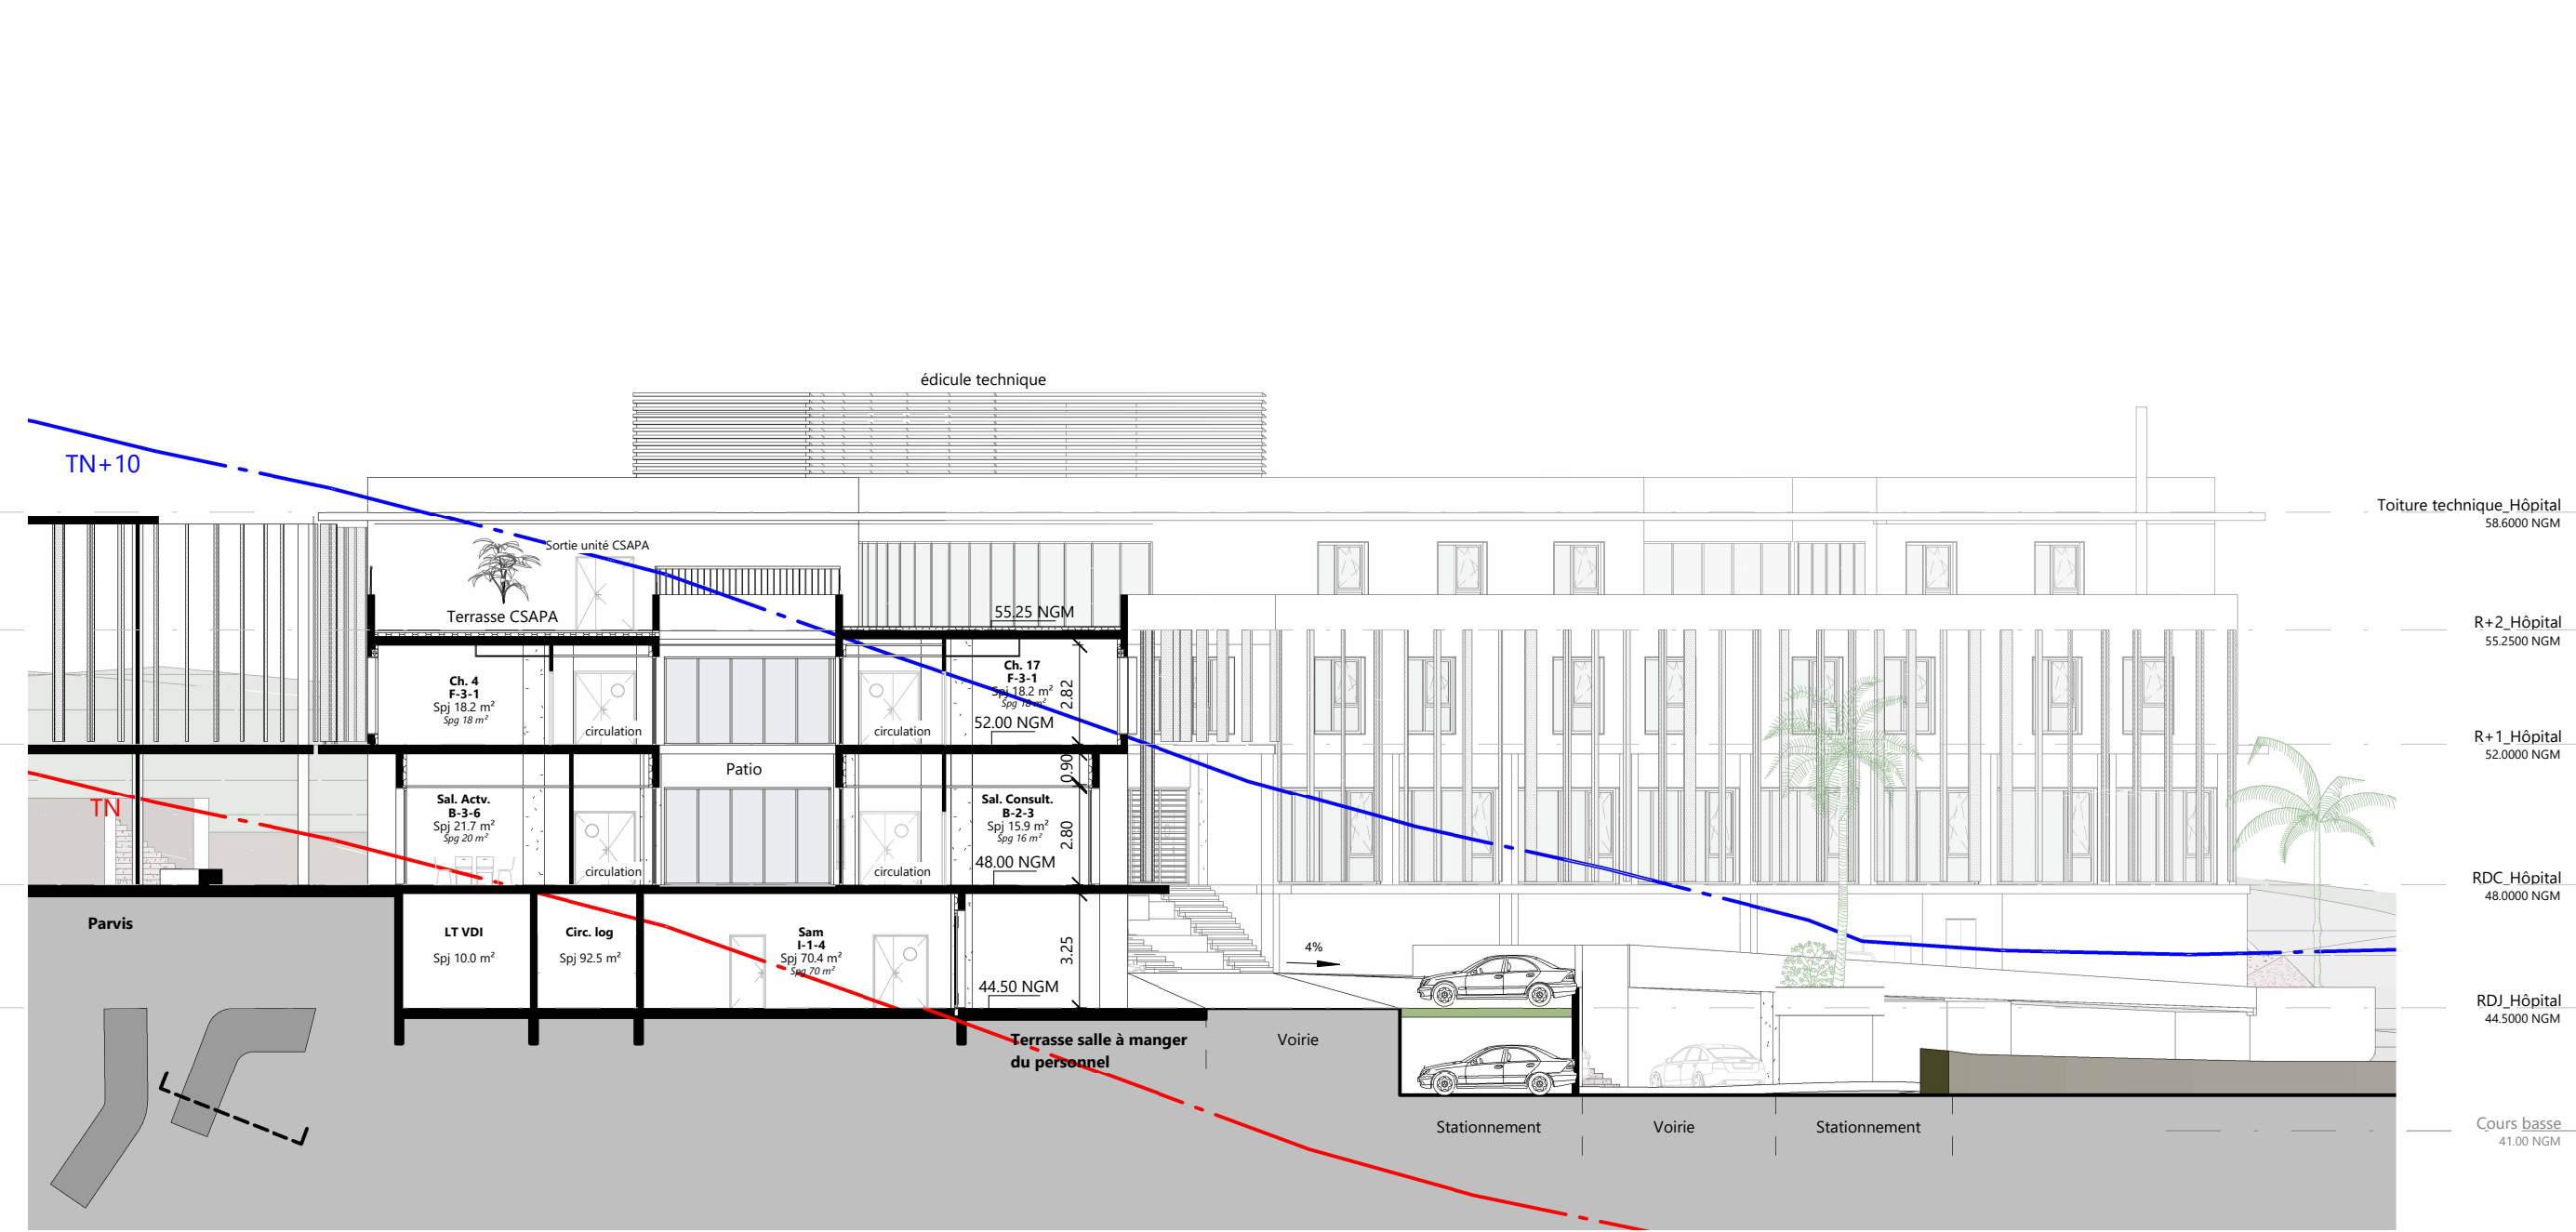 édicule technique
TN+10
Toiture technique_Hôpital
58.6000 NGM
Sortie unité CSAPA
Terrasse CSAPA
55.25 NGM
R+2_Hôpital
55.2500 NGM
Ch. 4
F-3-1
Spj 18.2 m²
Spg 18 m²
circulation
circulation
Ch. 17
F-3-1
Spj 18.2 m²
Spg 18 m²
52.00 NGM
2.82
R+1_Hôpital
52.0000 NGM
Patio
0.90
TN
Sal. Actv.
B-3-6
Spj 21.7 m²
Spg 20 m²
circulation
circulation
Sal. Consult.
B-2-3
Spj 15.9 m²
Spg 16 m²
48.00 NGM
2.80
RDC_Hôpital
48.0000 NGM
Parvis
LT VDI
Spj 10.0 m²
Circ. log
Spj 92.5 m²
Sam
I-1-4
Spj 70.4 m²
Spg 70 m²
44.50 NGM
3.25
4%
RDJ_Hôpital
44.5000 NGM
Terrasse salle à manger
du personnel
Voirie
Stationnement
Voirie
Stationnement
Cours basse
41.00 NGM